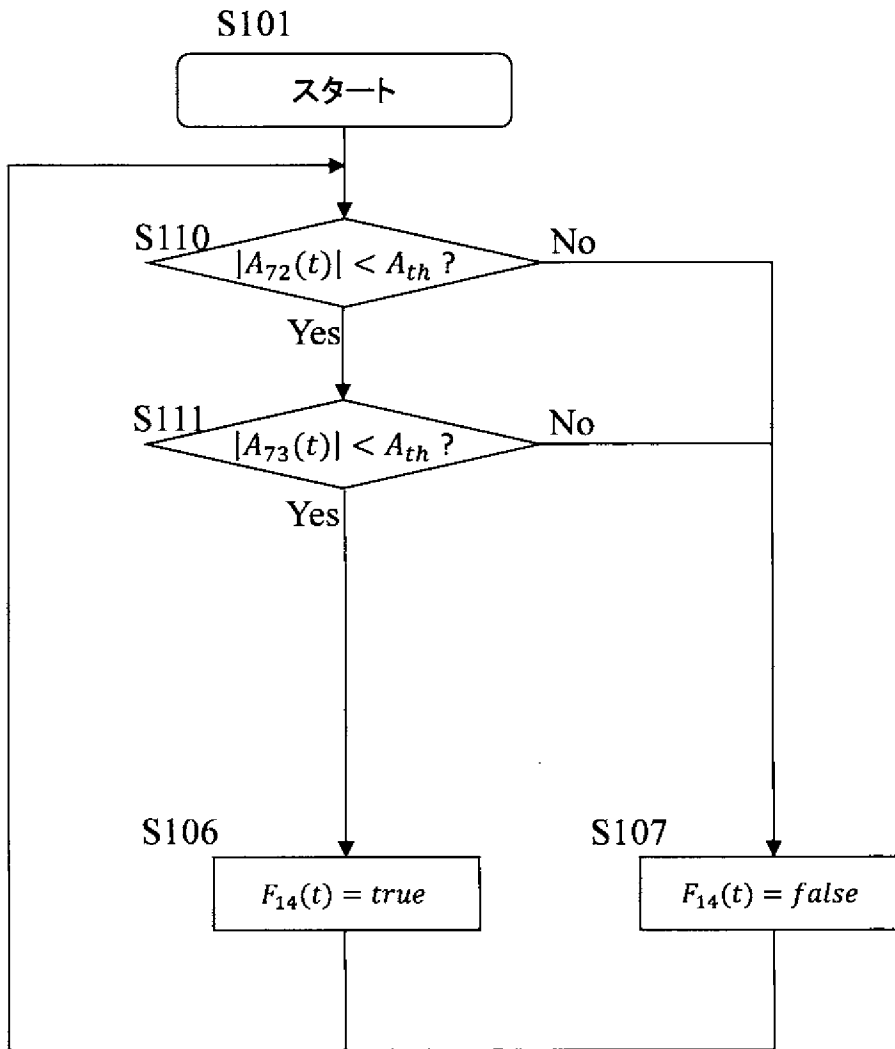 S101
スタート
S110
|A₇₂(t)| < Aₜₕ ?
No
Yes
S111
|A₇₃(t)| < Aₜₕ ?
No
Yes
S106
F₁₄(t) = true
S107
F₁₄(t) = false